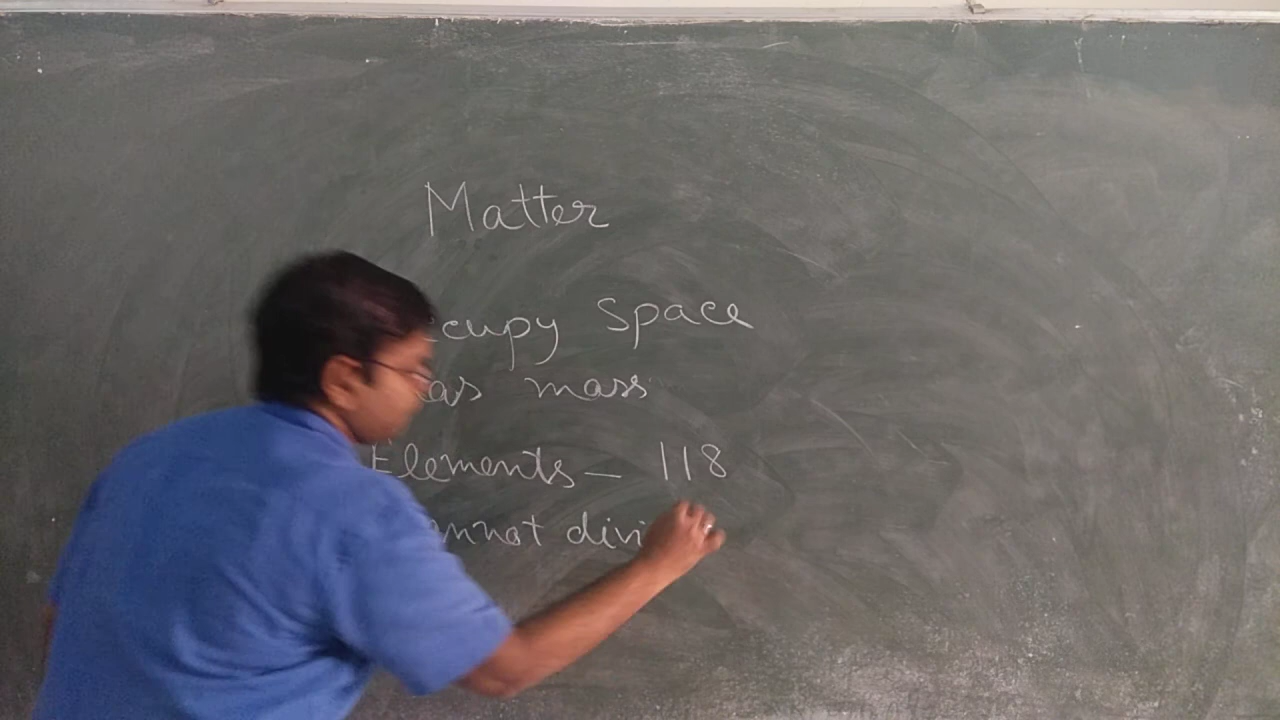 Matter
cupy Space
as mass
Elements – 118
nnot divi